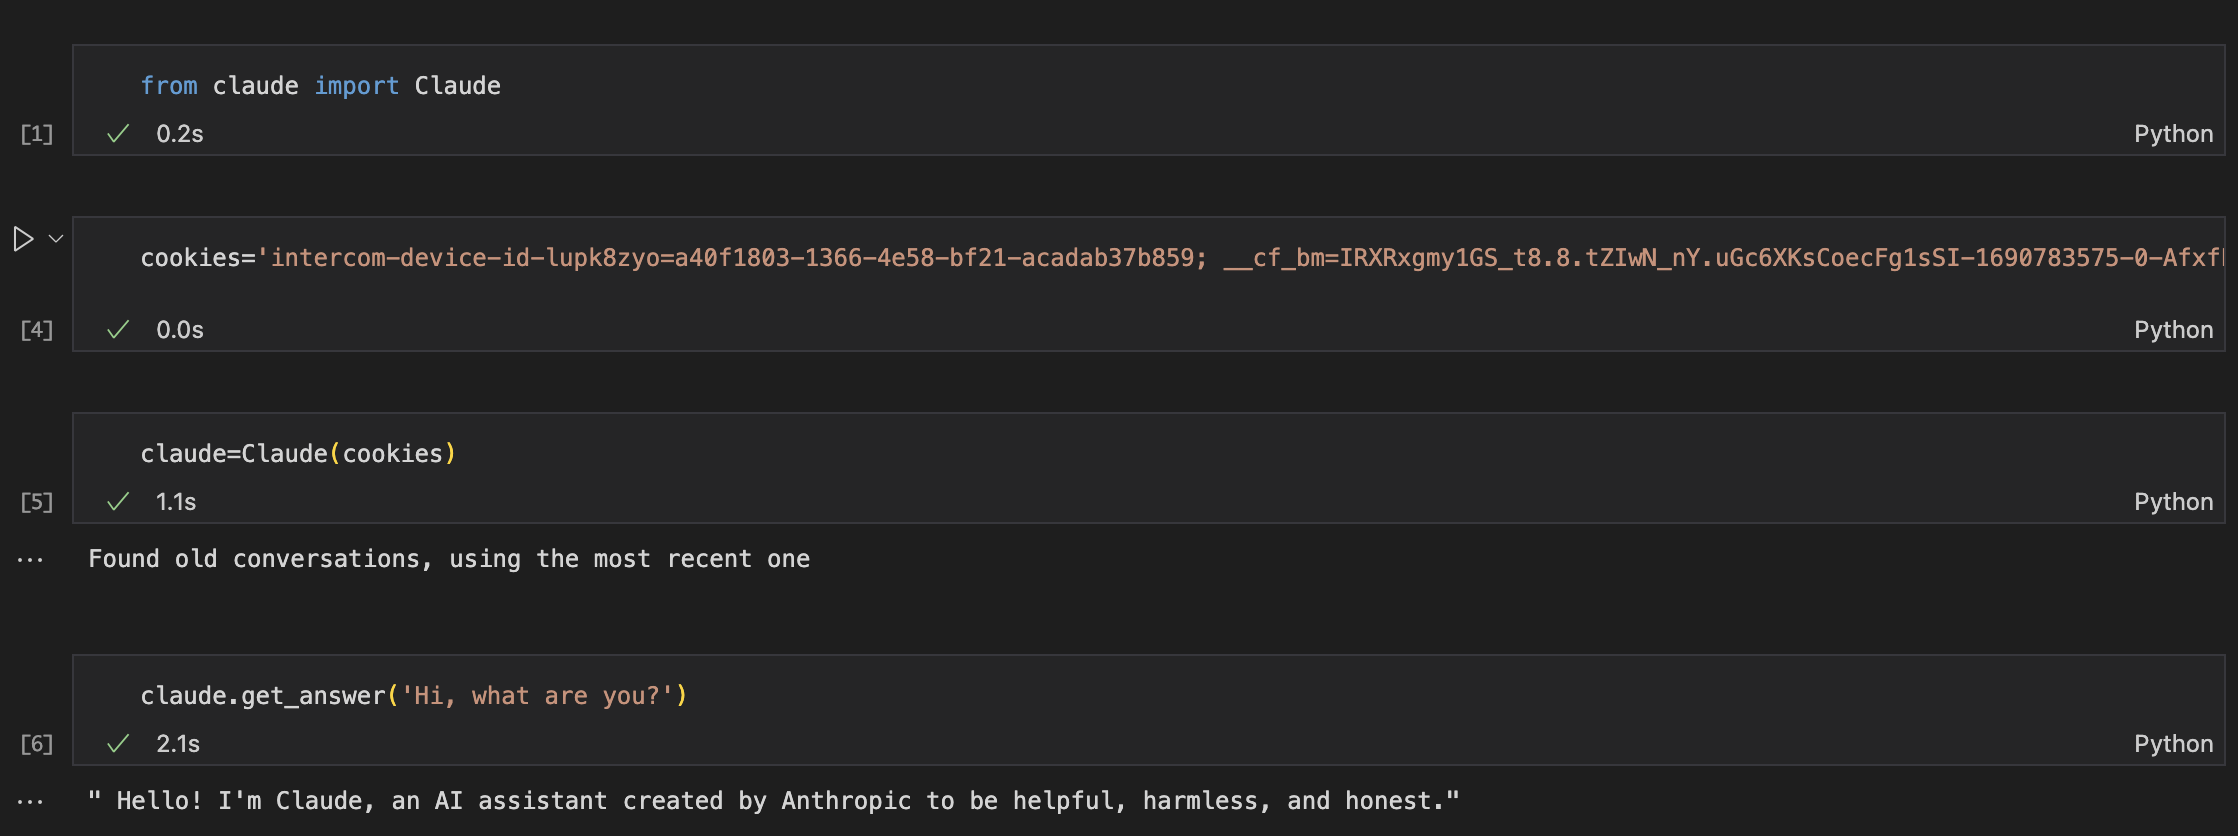 from claude import Claude
[1]
0.2s
Python
cookies='intercom-device-id-lupk8zyo=a40f1803-1366-4e58-bf21-acadab37b859; __cf_bm=IRXRxgmy1GS_t8.8.tZIwN_nY.uGc6XKsCoecFg1sSI-1690783575-0-Afxf
[4]
0.0s
Python
claude=Claude(cookies)
[5]
1.1s
Python
Found old conversations, using the most recent one
claude.get_answer('Hi, what are you?')
[6]
2.1s
Python
" Hello! I'm Claude, an AI assistant created by Anthropic to be helpful, harmless, and honest."